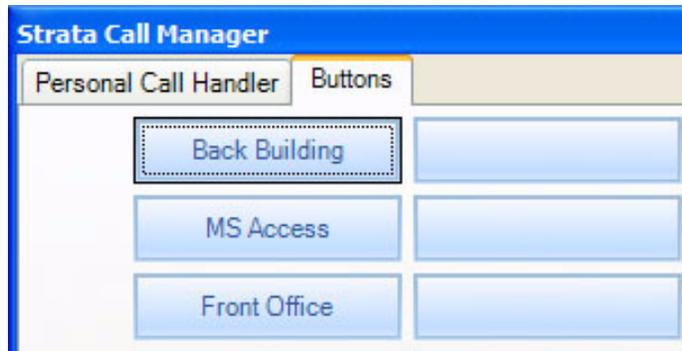 Strata Call Manager
Personal Call Handler Buttons
Back Building
MS Access
Front Office